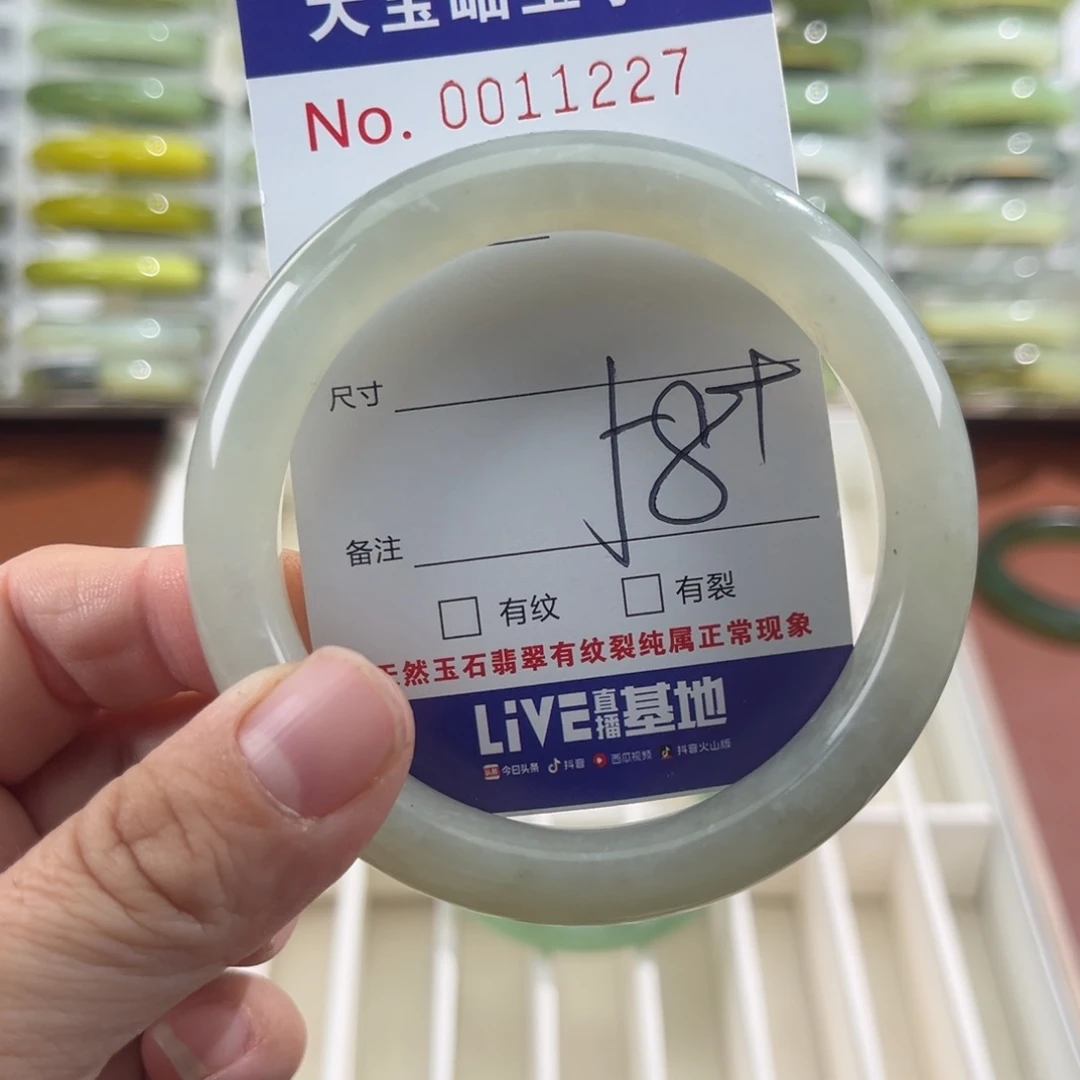 No. 0011227
尺寸
备注
有纹 有裂
天然玉石翡翠有纹裂纯属正常现象
LiVE直播基地
今日头条 抖音 西瓜视频 抖音火山版